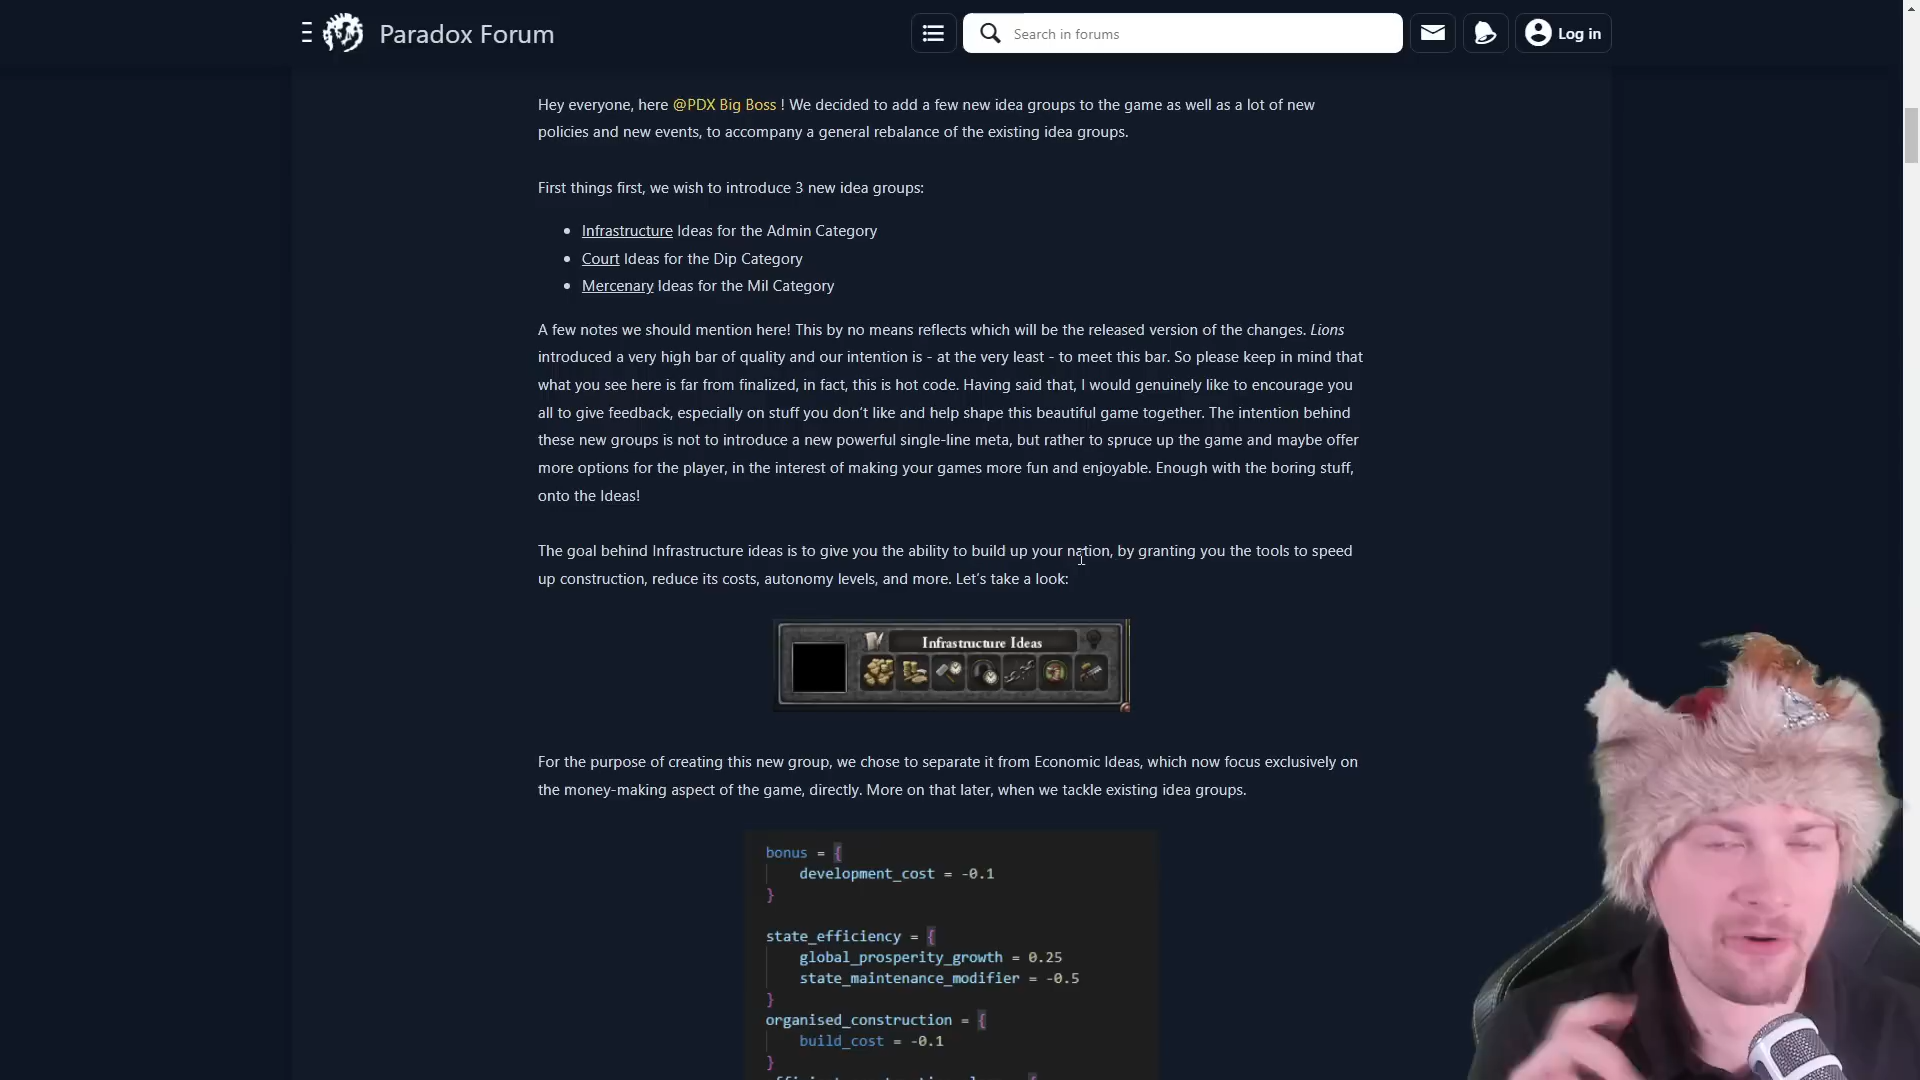 Paradox Forum
Search in forums
Log in
Hey everyone, here @PDX Big Boss ! We decided to add a few new idea groups to the game as well as a lot of new
policies and new events, to accompany a general rebalance of the existing idea groups.
First things first, we wish to introduce 3 new idea groups:
Infrastructure Ideas for the Admin Category
Court Ideas for the Dip Category
Mercenary Ideas for the Mil Category
A few notes we should mention here! This by no means reflects which will be the released version of the changes. Lions
introduced a very high bar of quality and our intention is - at the very least - to meet this bar. So please keep in mind that
what you see here is far from finalized, in fact, this is hot code. Having said that, I would genuinely like to encourage you
all to give feedback, especially on stuff you don't like and help shape this beautiful game together. The intention behind
these new groups is not to introduce a new powerful single-line meta, but rather to spruce up the game and maybe offer
more options for the player, in the interest of making your games more fun and enjoyable. Enough with the boring stuff,
onto the Ideas!
The goal behind Infrastructure ideas is to give you the ability to build up your nation, by granting you the tools to speed
up construction, reduce its costs, autonomy levels, and more. Let's take a look:
Infrastructure Ideas
For the purpose of creating this new group, we chose to separate it from Economic Ideas, which now focus exclusively on
the money-making aspect of the game, directly. More on that later, when we tackle existing idea groups.
bonus = {
development_cost = -0.1
}
state_efficiency = {
global_prosperity_growth = 0.25
state_maintenance_modifier = -0.5
}
organised_construction = {
build_cost = -0.1
}